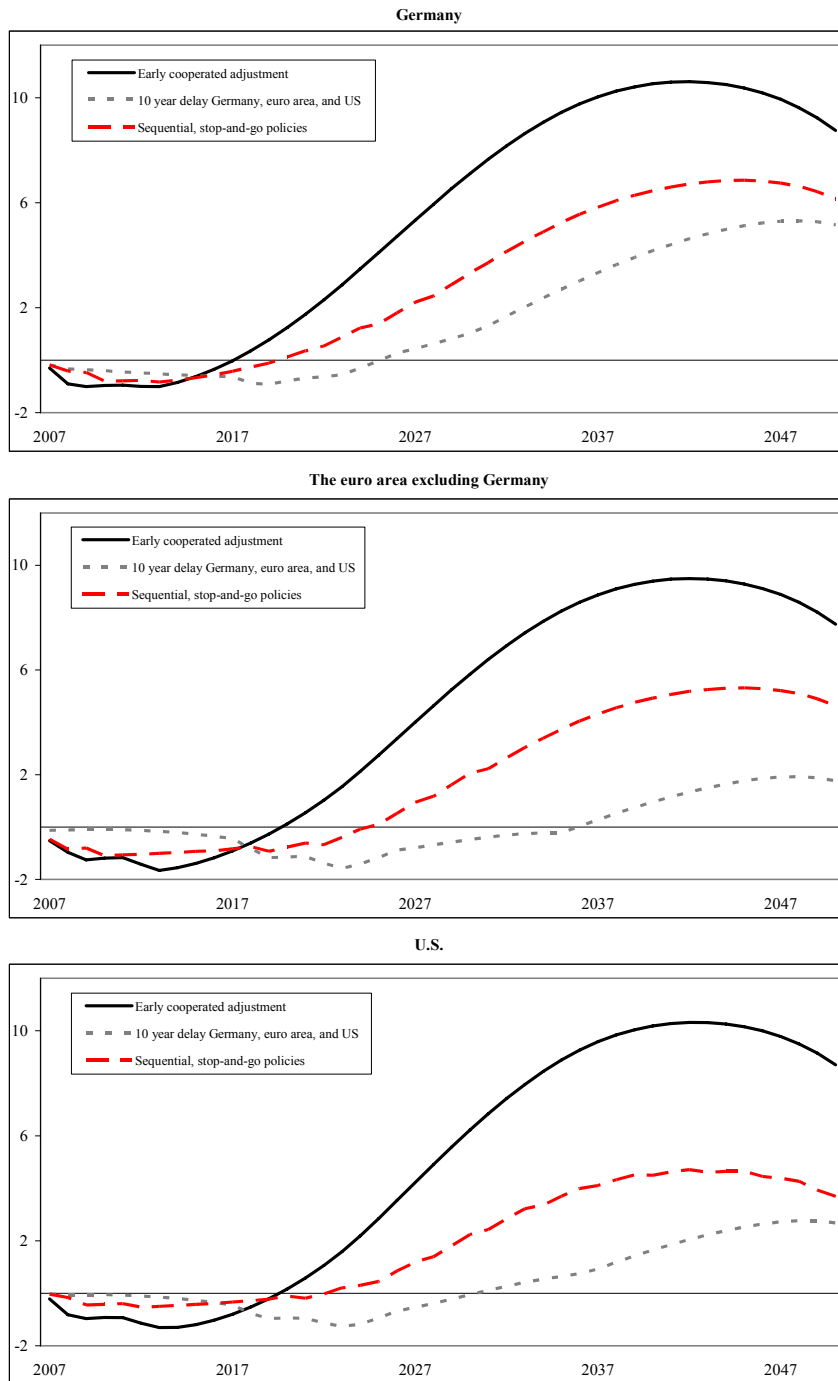 Germany
10
6
2
-2
Early cooperated adjustment
10 year delay Germany, euro area, and US
Sequential, stop-and-go policies
2007 2017 2027 2037 2047
The euro area excluding Germany
10
6
2
-2
Early cooperated adjustment
10 year delay Germany, euro area, and US
Sequential, stop-and-go policies
2007 2017 2027 2037 2047
U.S.
10
6
2
-2
Early cooperated adjustment
10 year delay Germany, euro area, and US
Sequential, stop-and-go policies
2007 2017 2027 2037 2047